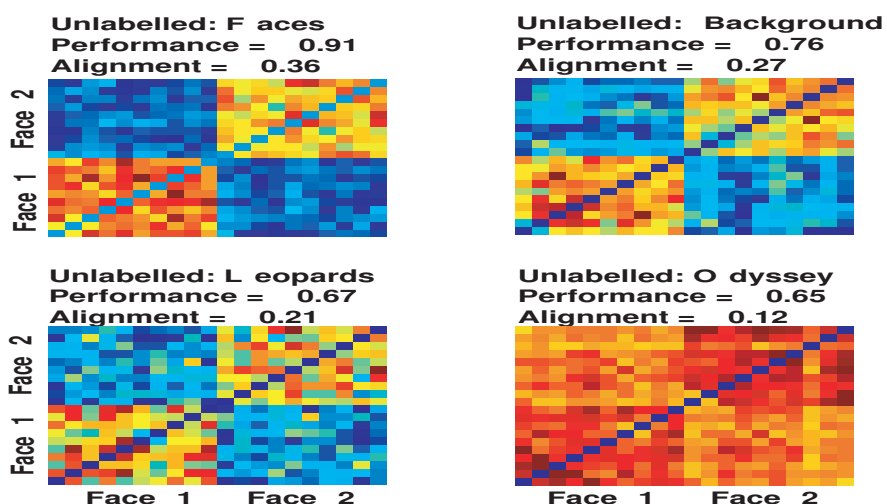 Unlabelled: F aces
Performance = 0.91
Alignment = 0.36
Face 2
Face 1
Unlabelled: Background
Performance = 0.76
Alignment = 0.27
Unlabelled: L eopards
Performance = 0.67
Alignment = 0.21
Face 2
Face 1
Face 1 Face 2
Unlabelled: O dyssey
Performance = 0.65
Alignment = 0.12
Face 1 Face 2